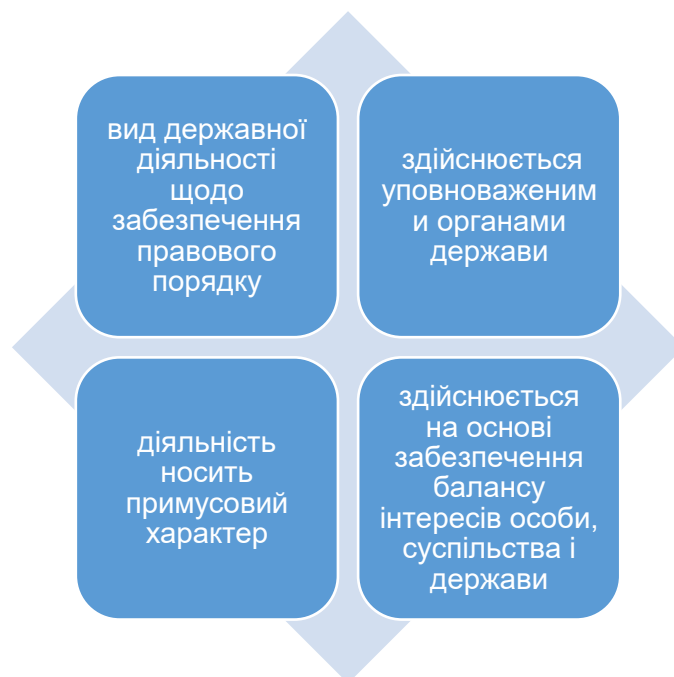 вид державної
діяльності
щодо
забезпечення
правового
порядку
здійснюється
уповноваженим
и органами
держави
діяльність
носить
примусовий
характер
здійснюється
на основі
забезпечення
балансу
інтересів особи,
суспільства і
держави